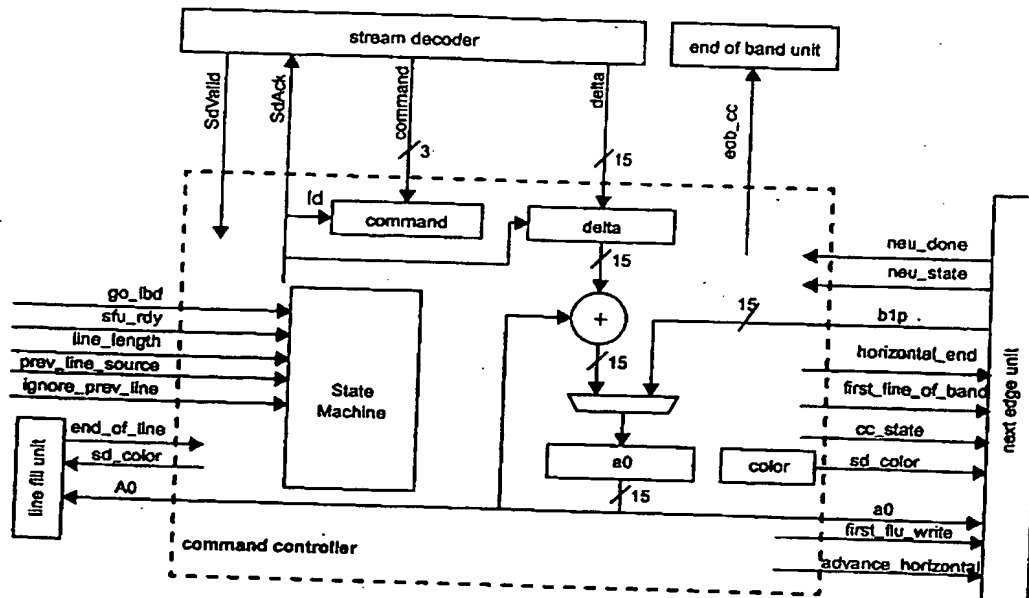 stream decoder
end of band unit
SdValid
SdAck
command
delta
eob_cc
3
15
ld
command
delta
15
neu_done
neu_state
15
b1p
go_lbd
sfu_rdy
line_length
prev_line_source
ignore_prev_line
State
Machine
+
15
horizontal_end
first_line_of_band
cc_state
next edge unit
end_of_line
sd_color
line fill unit
A0
a0
color
sd_color
15
a0
first_flu_write
command controller
advance_horizontal